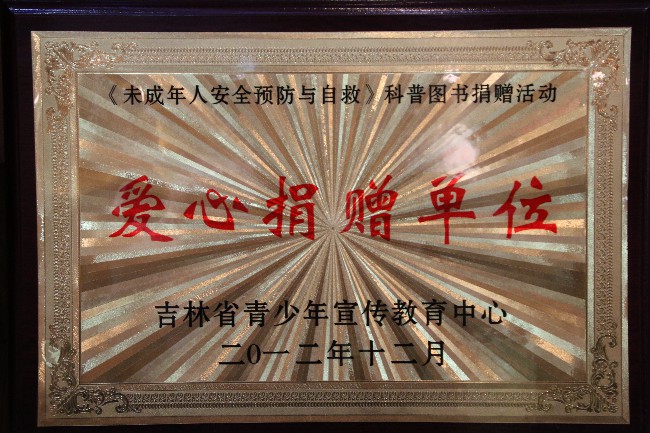 《未成年人安全预防与自救》科普图书捐赠活动
爱心捐赠单位
吉林省青少年宣传教育中心
二0一二年十二月